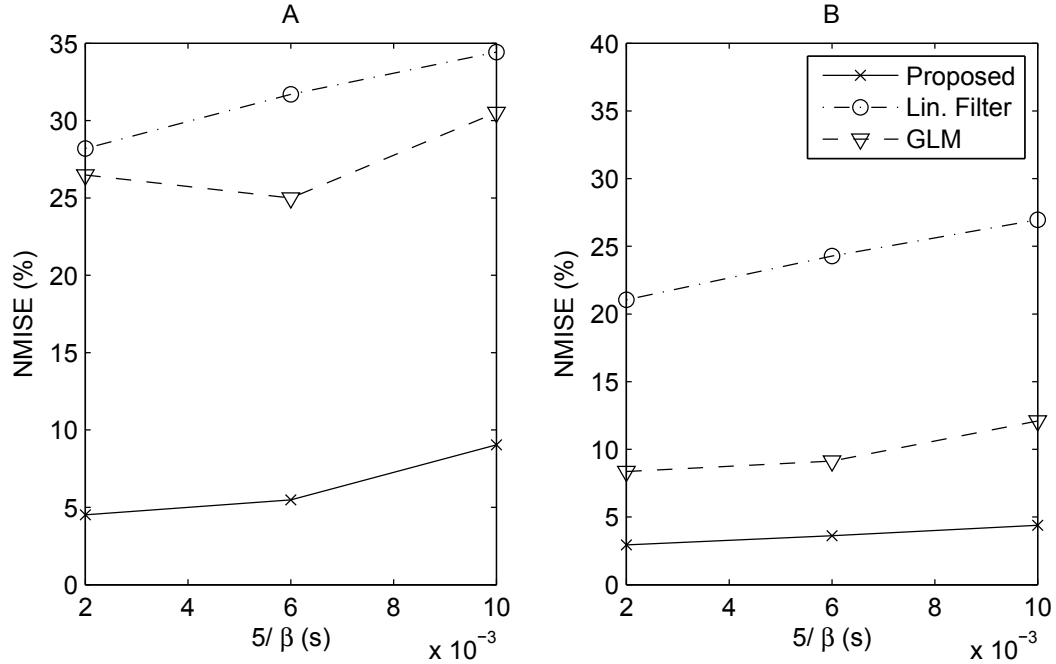 A
35
30
25
20
15
10
5
0
NMISE (%)
2 4 6 8 10
5/ β (s)
x 10⁻³
B
40
35
30
25
20
15
10
5
0
NMISE (%)
2 4 6 8 10
5/ β (s)
x 10⁻³
Proposed
Lin. Filter
GLM